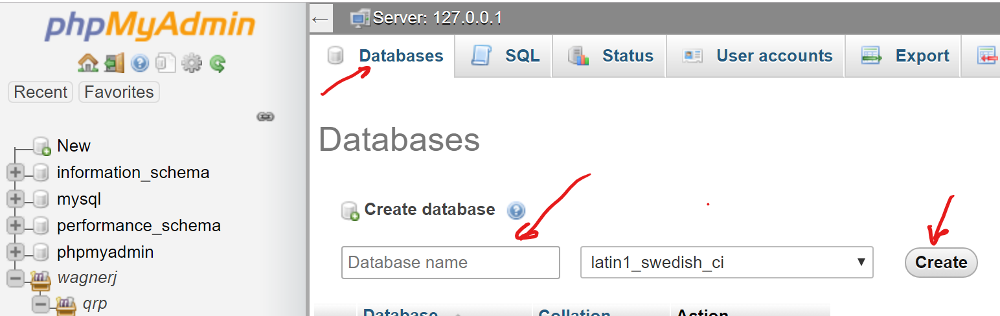 phpMyAdmin
Recent Favorites
New
information_schema
mysql
performance_schema
phpmyadmin
wagnerj
qrp
Server: 127.0.0.1
Databases SQL Status User accounts Export
Databases
Create database
Database name latin1_swedish_ci Create
Database Collation Action